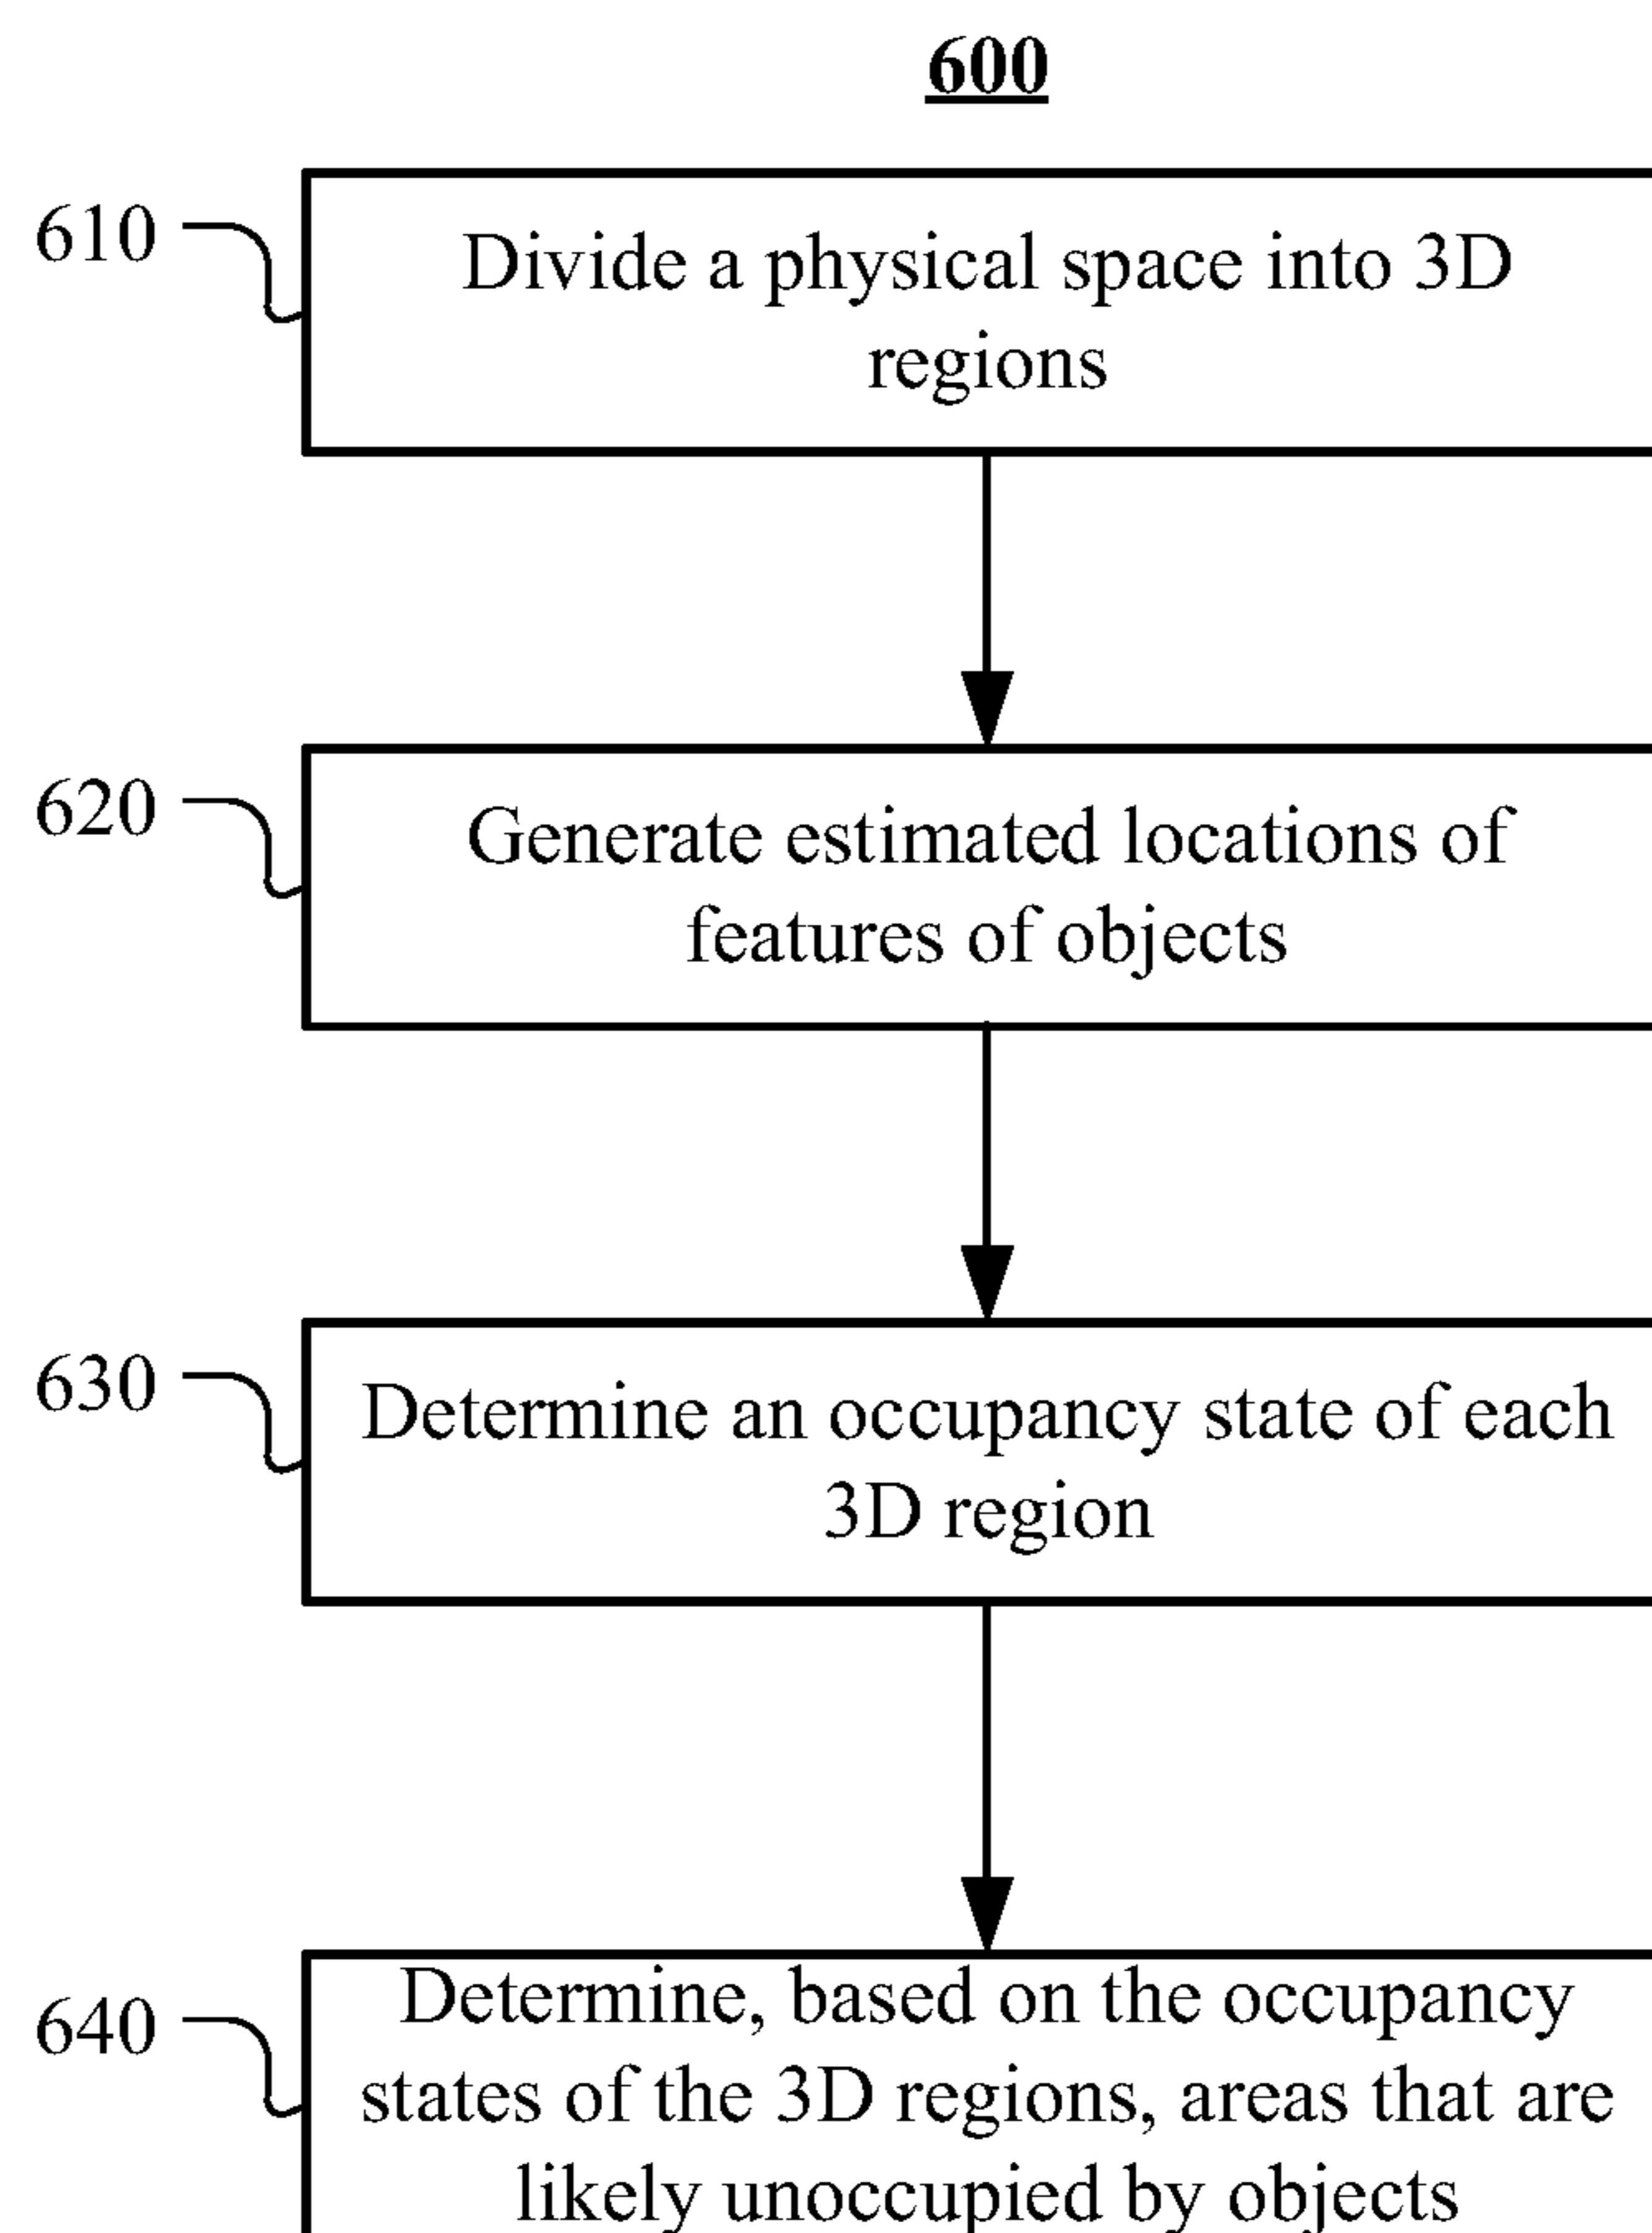 600
610
Divide a physical space into 3D
regions
620
Generate estimated locations of
features of objects
630
Determine an occupancy state of each
3D region
640
Determine, based on the occupancy
states of the 3D regions, areas that are
likely unoccupied by objects